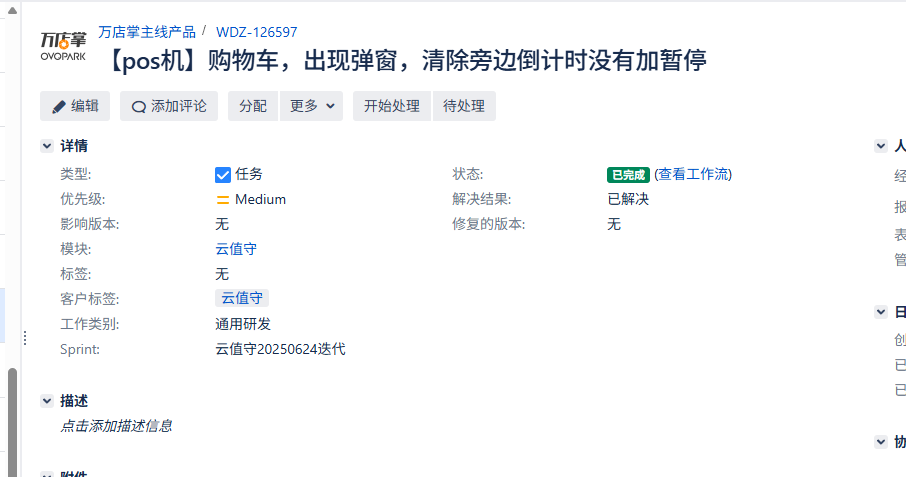 万店掌
OVOPARK
万店掌主线产品 / WDZ-126597
【pos机】购物车，出现弹窗，清除旁边倒计时没有加暂停
编辑 添加评论 分配 更多 开始处理 待处理
详情
类型: 任务
优先级: Medium
影响版本: 无
模块: 云值守
标签: 无
客户标签: 云值守
工作类别: 通用研发
Sprint: 云值守20250624迭代
状态: 已完成 (查看工作流)
解决结果: 已解决
修复的版本: 无
描述
点击添加描述信息
附件
人
经
报
表
管
日
创
已
已
协